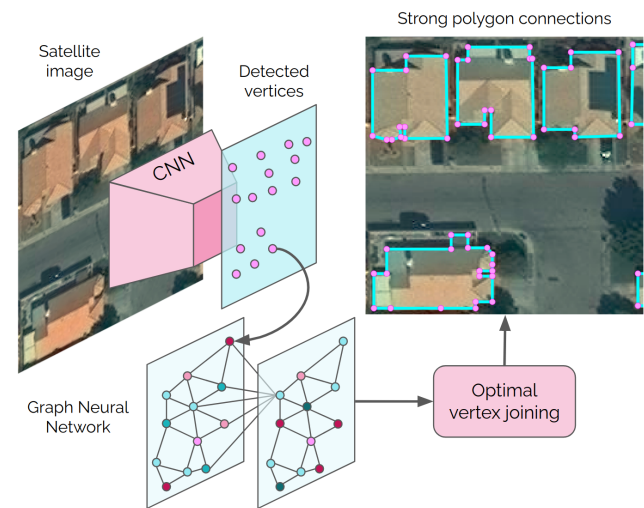 Strong polygon connections
Satellite
image
Detected
vertices
CNN
Graph Neural
Network
Optimal
vertex joining